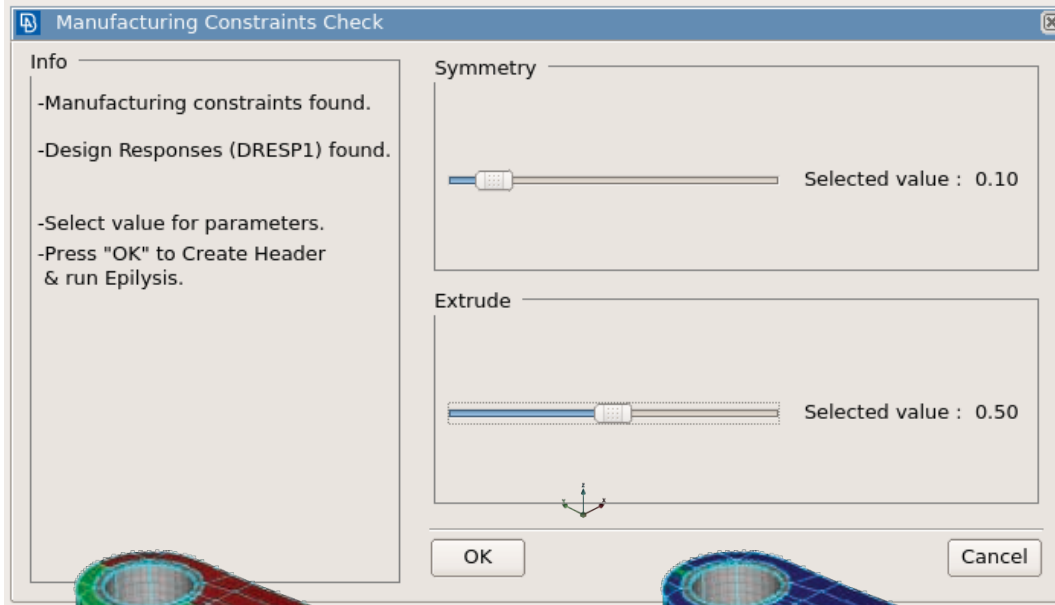 Manufacturing Constraints Check
Info
-Manufacturing constraints found.
-Design Responses (DRESP1) found.
-Select value for parameters.
-Press "OK" to Create Header
& run Epilysis.
Symmetry
Selected value : 0.10
Extrude
Selected value : 0.50
OK
Cancel